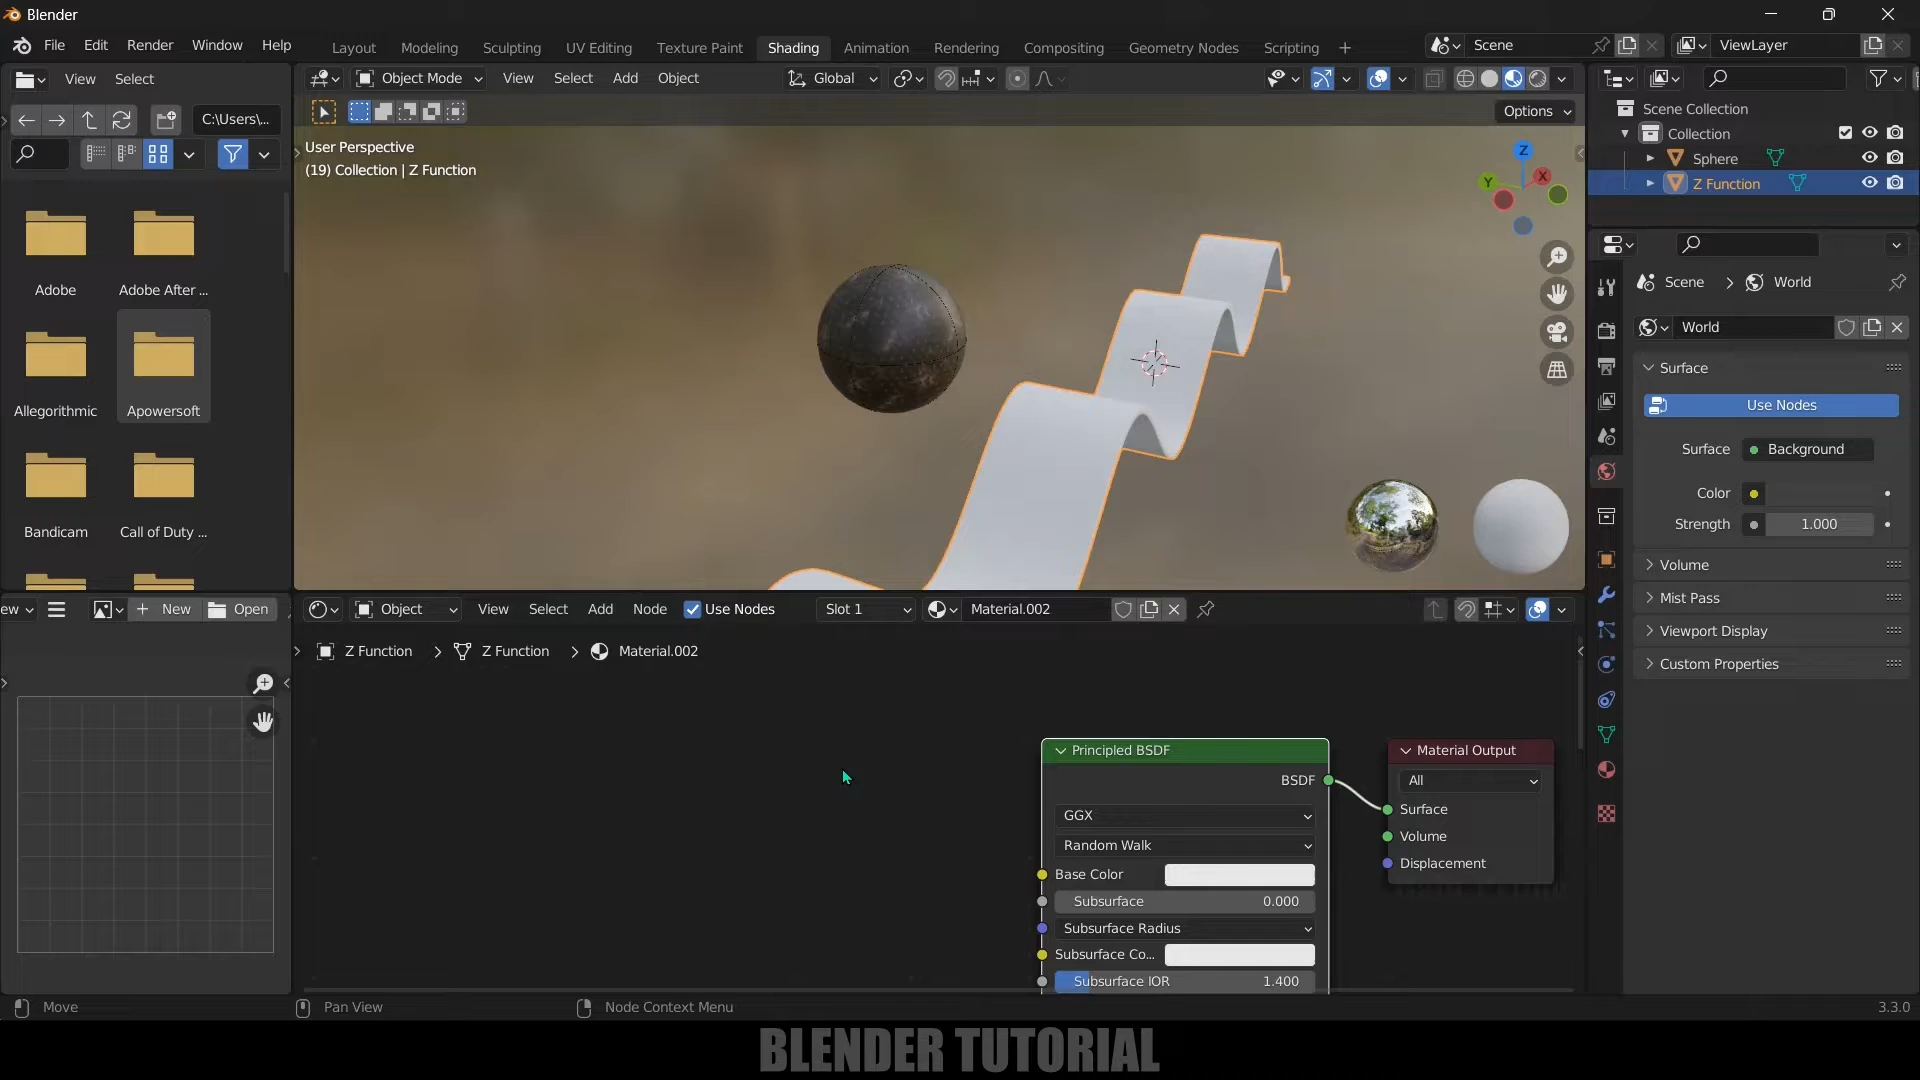 Blender
File Edit Render Window Help
Layout Modeling Sculpting UV Editing Texture Paint Shading Animation Rendering Compositing Geometry Nodes Scripting +
Scene
ViewLayer
View Select
Object Mode View Select Add Object
Global
C:\Users\...
Options
User Perspective
(19) Collection | Z Function
Z
Y
X
Adobe
Adobe After ...
Allegorithmic
Apowersoft
Bandicam
Call of Duty ...
Scene Collection
Collection
Sphere
Z Function
Scene > World
World
Surface
Use Nodes
Surface Background
Color
Strength 1.000
Volume
Mist Pass
Viewport Display
Custom Properties
ew
+ New
Open
Object View Select Add Node Use Nodes
Slot 1
Material.002
Z Function > Z Function > Material.002
Principled BSDF
BSDF
GGX
Random Walk
Base Color
Subsurface 0.000
Subsurface Radius
Subsurface Co...
Subsurface IOR 1.400
Material Output
All
Surface
Volume
Displacement
Move
Pan View
Node Context Menu
3.3.0
BLENDER TUTORIAL